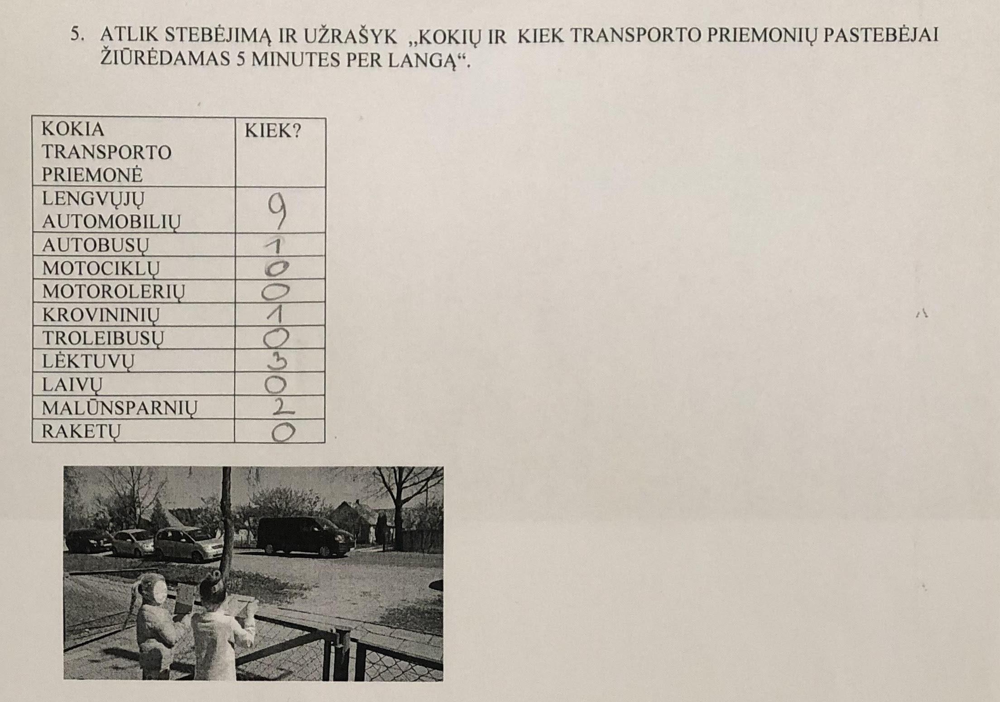 5. ATLIK STEBĖJIMĄ IR UŽRAŠYK „KOKIŲ IR KIEK TRANSPORTO PRIEMONIŲ PASTEBĖJAI
ŽIŪRĖDAMAS 5 MINUTES PER LANGĄ“.
KOKIA
TRANSPORTO
PRIEMONĖ
KIEK?
LENGVŲJŲ
AUTOMOBILIŲ
9
AUTOBUSŲ 1
MOTOCIKLŲ 0
MOTOROLERIŲ 0
KROVININIŲ 1
TROLEIBUSŲ 0
LĖKTUVŲ 3
LAIVŲ 0
MALŪNSPARNIŲ 2
RAKETŲ 0